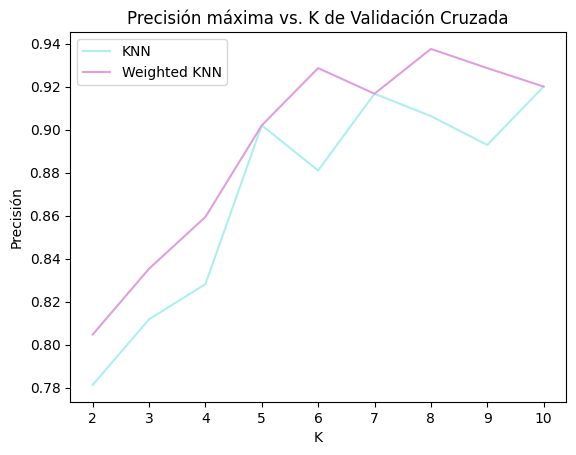 Precisión máxima vs. K de Validación Cruzada
KNN
Weighted KNN
Precisión
0.94
0.92
0.90
0.88
0.86
0.84
0.82
0.80
0.78
2 3 4 5 6 7 8 9 10
K